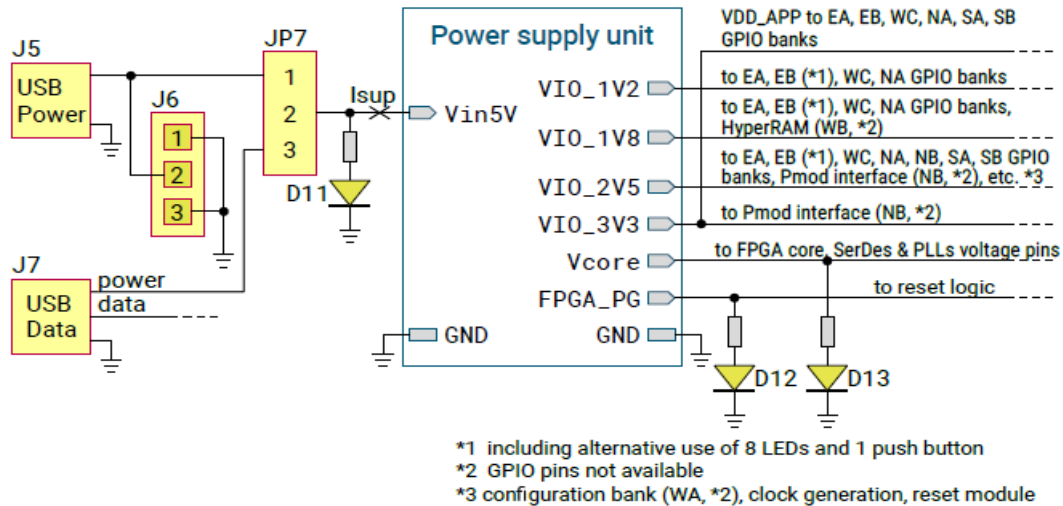 J5
USB
Power
J6
1
2
3
J7
USB
Data
power
data
JP7
1
2
3
Isup
D11
Power supply unit
Vin5V
GND
VIO_1V2
VIO_1V8
VIO_2V5
VIO_3V3
Vcore
FPGA_PG
GND
VDD_APP to EA, EB, WC, NA, SA, SB
GPIO banks
to EA, EB (*1), WC, NA GPIO banks
to EA, EB (*1), WC, NA GPIO banks,
HyperRAM (WB, *2)
to EA, EB (*1), WC, NA, NB, SA, SB GPIO
banks, Pmod interface (NB, *2), etc. *3
to Pmod interface (NB, *2)
to FPGA core, SerDes & PLLs voltage pins
to reset logic
D12
D13
*1 including alternative use of 8 LEDs and 1 push button
*2 GPIO pins not available
*3 configuration bank (WA, *2), clock generation, reset module